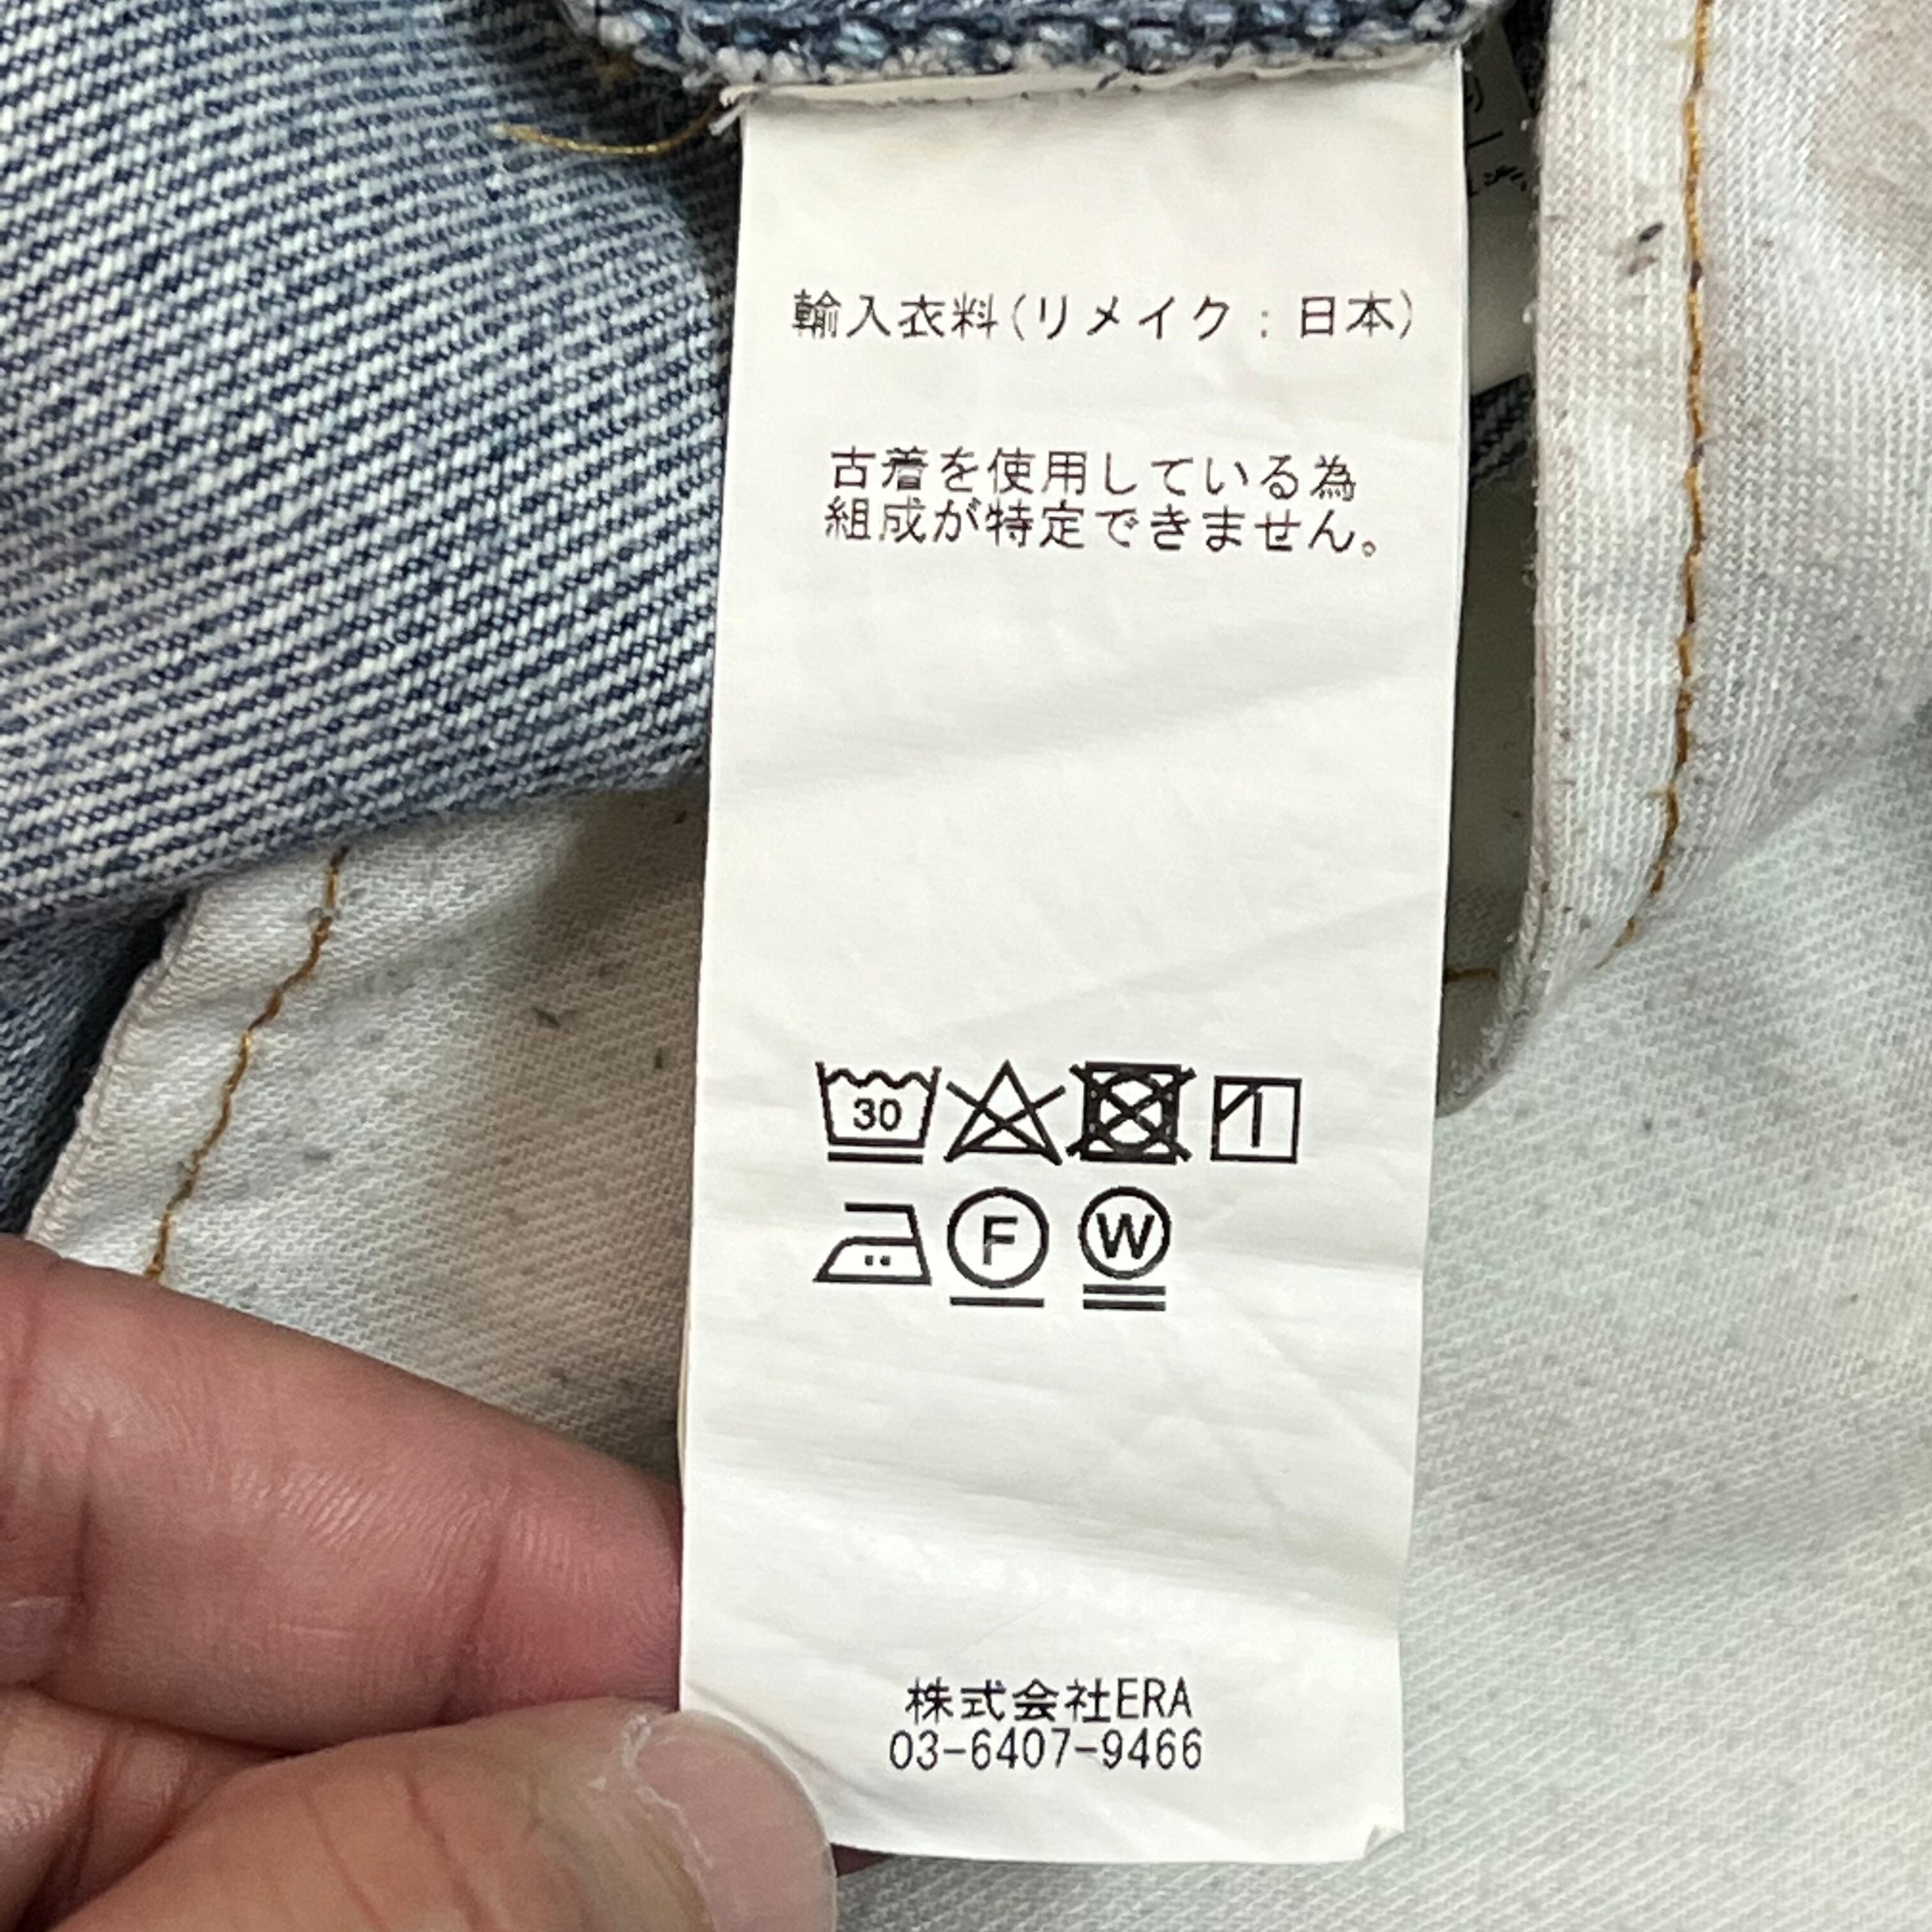 輸入衣料(リメイク：日本)
古着を使用している為
組成が特定できません。
30
F W
株式会社ERA
03-6407-9466